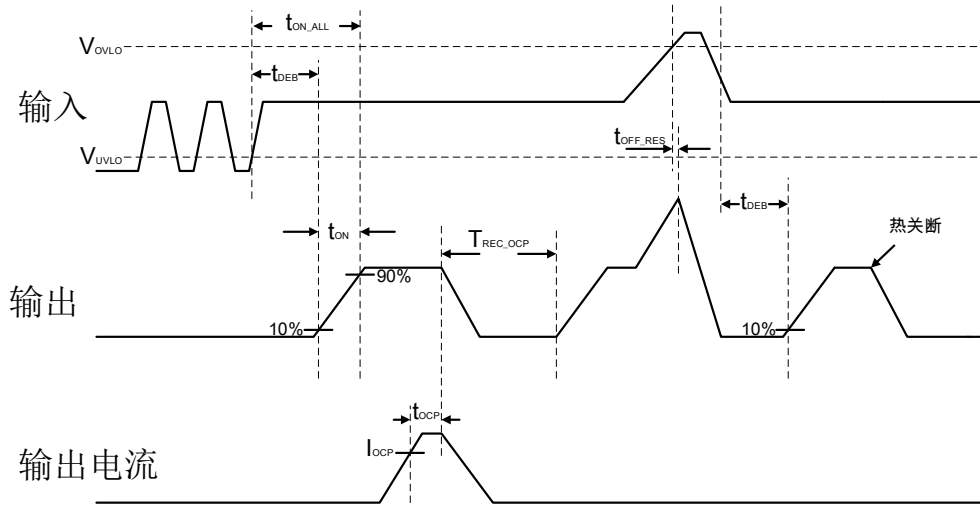 tON_ALL
VOVLO
tDEB
输入
tOFF_RES
VUVLO
tDEB
热关断
tON
TREC_OCP
90%
输出
10%
10%
tOCP
IOCP
输出电流